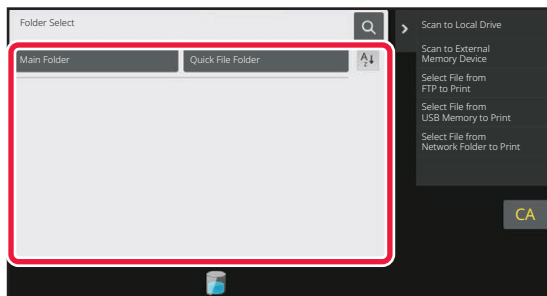 Folder Select
Main Folder
Quick File Folder
A
Z
Scan to Local Drive
Scan to External
Memory Device
Select File from
FTP to Print
Select File from
USB Memory to Print
Select File from
Network Folder to Print
CA